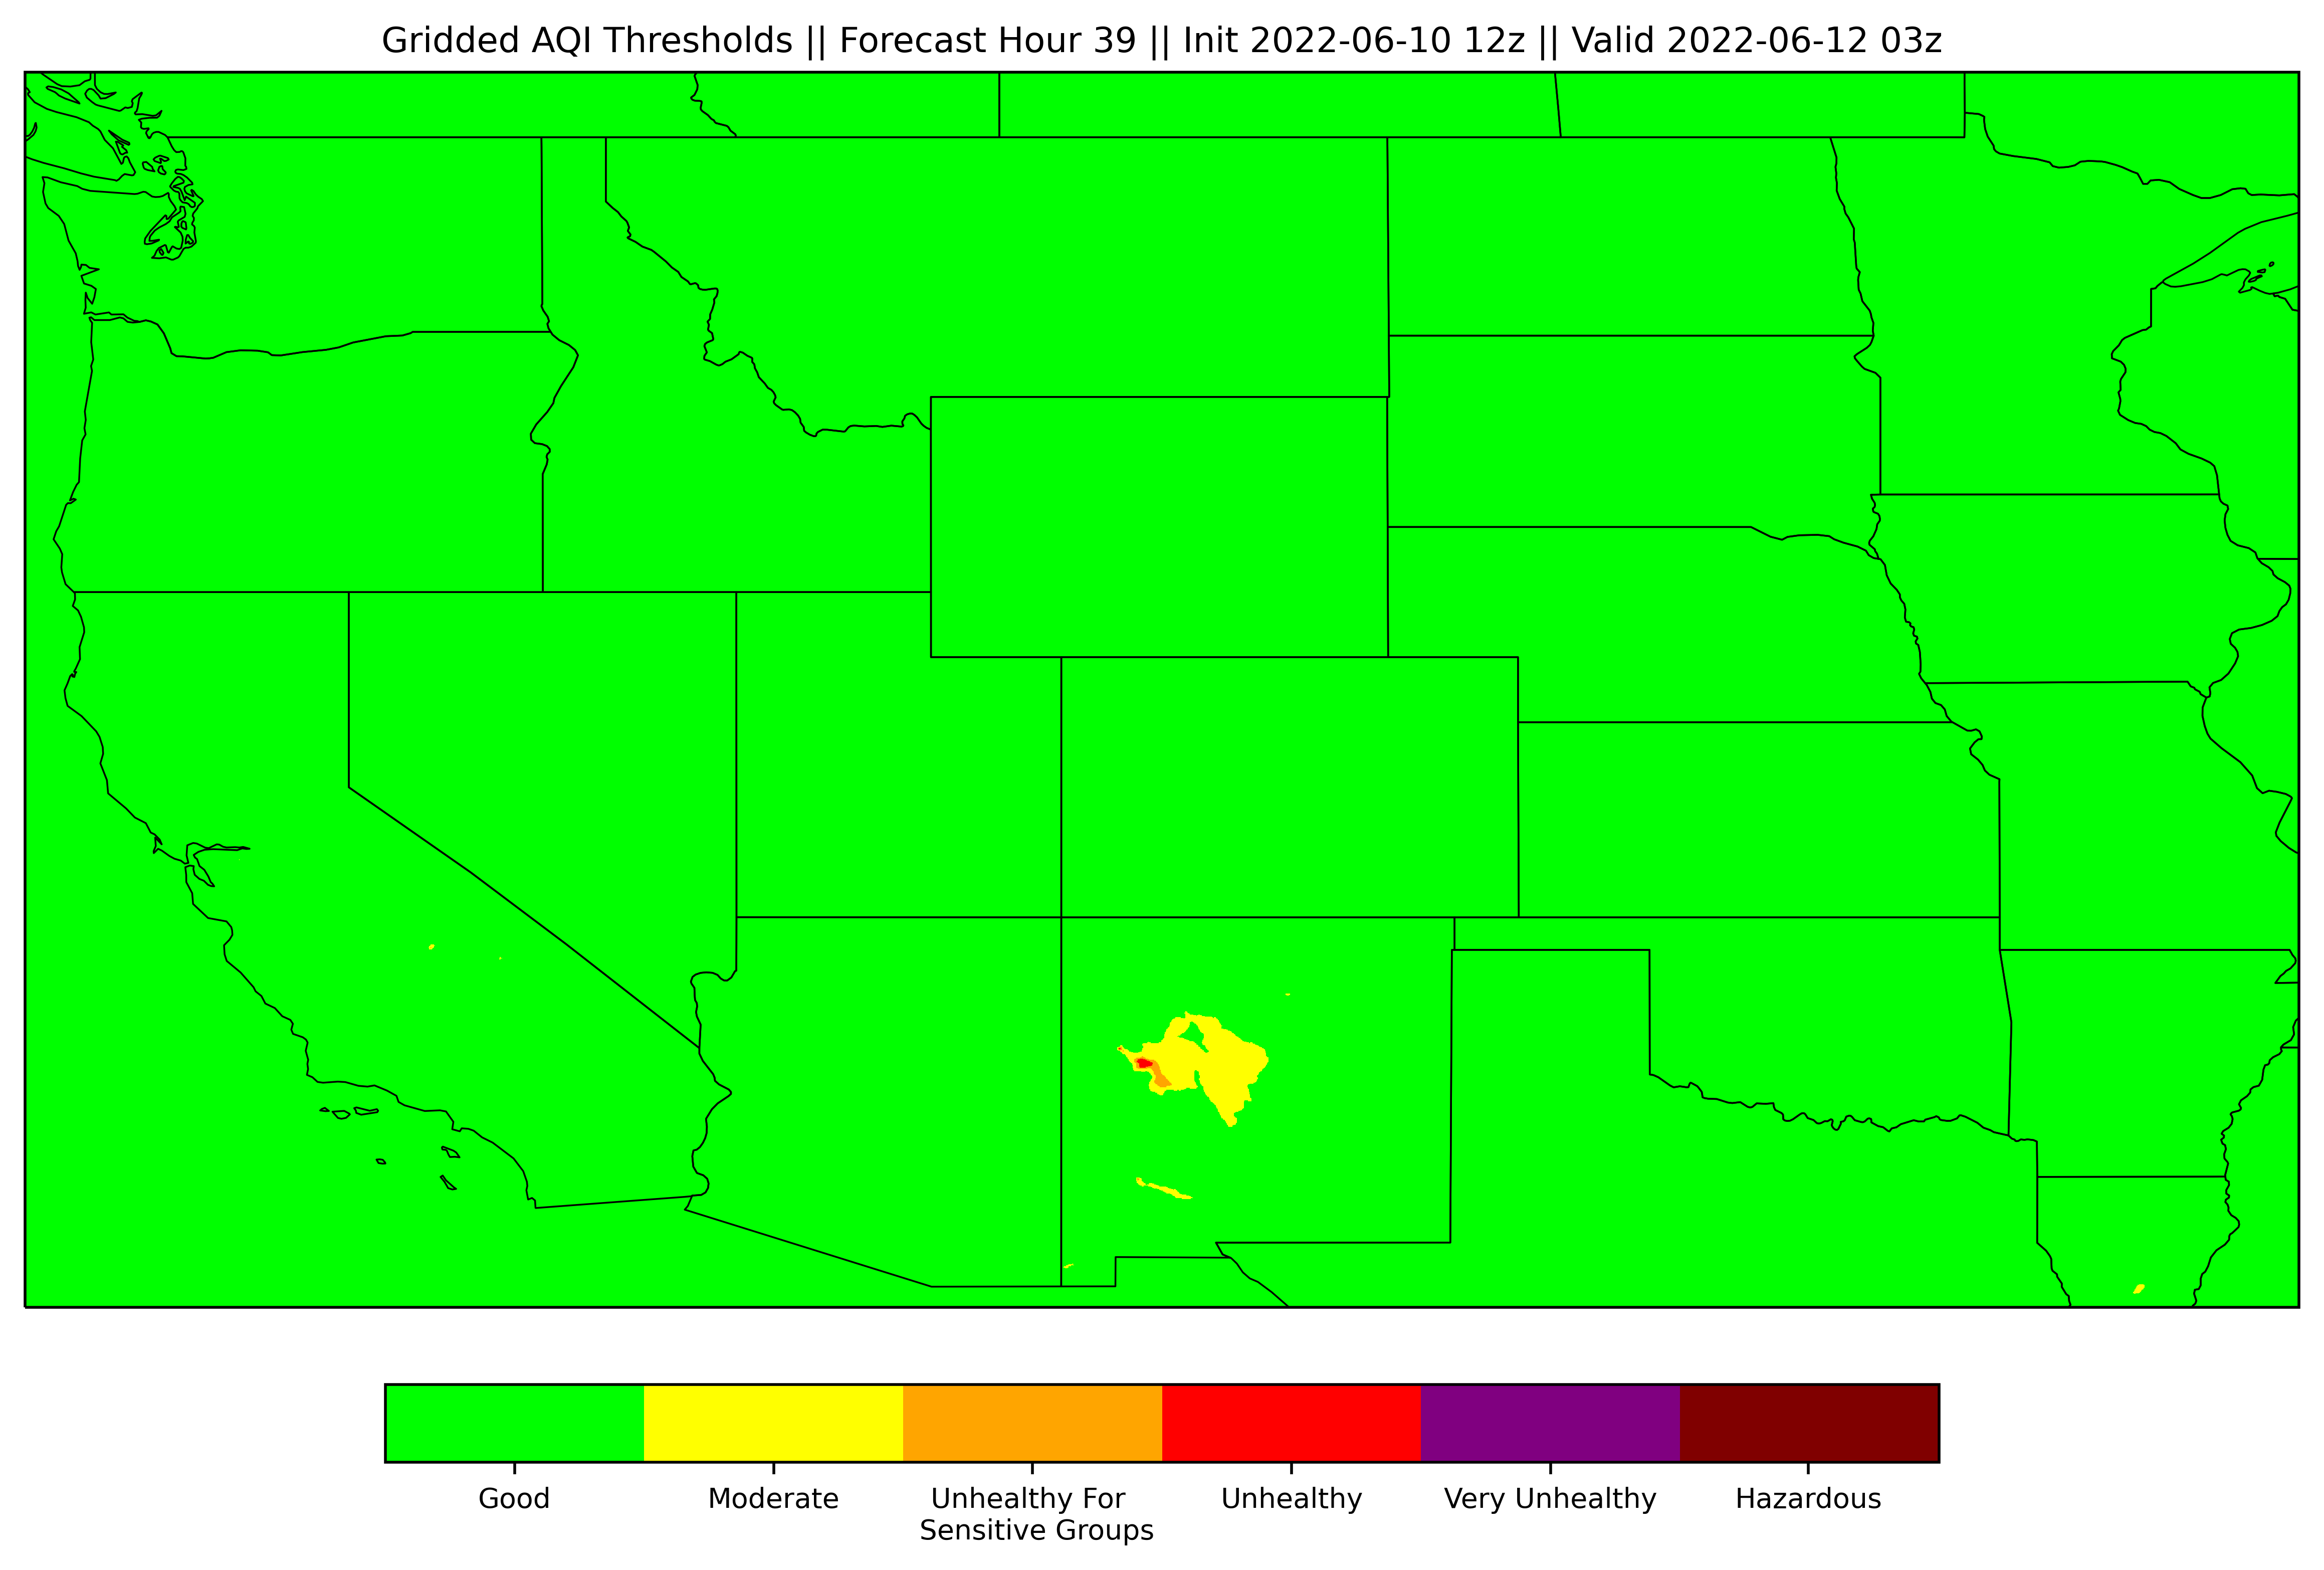 Gridded AQI Thresholds || Forecast Hour 39 || Init 2022-06-10 12z || Valid 2022-06-12 03z
Good
Moderate
Unhealthy For
Sensitive Groups
Unhealthy
Very Unhealthy
Hazardous